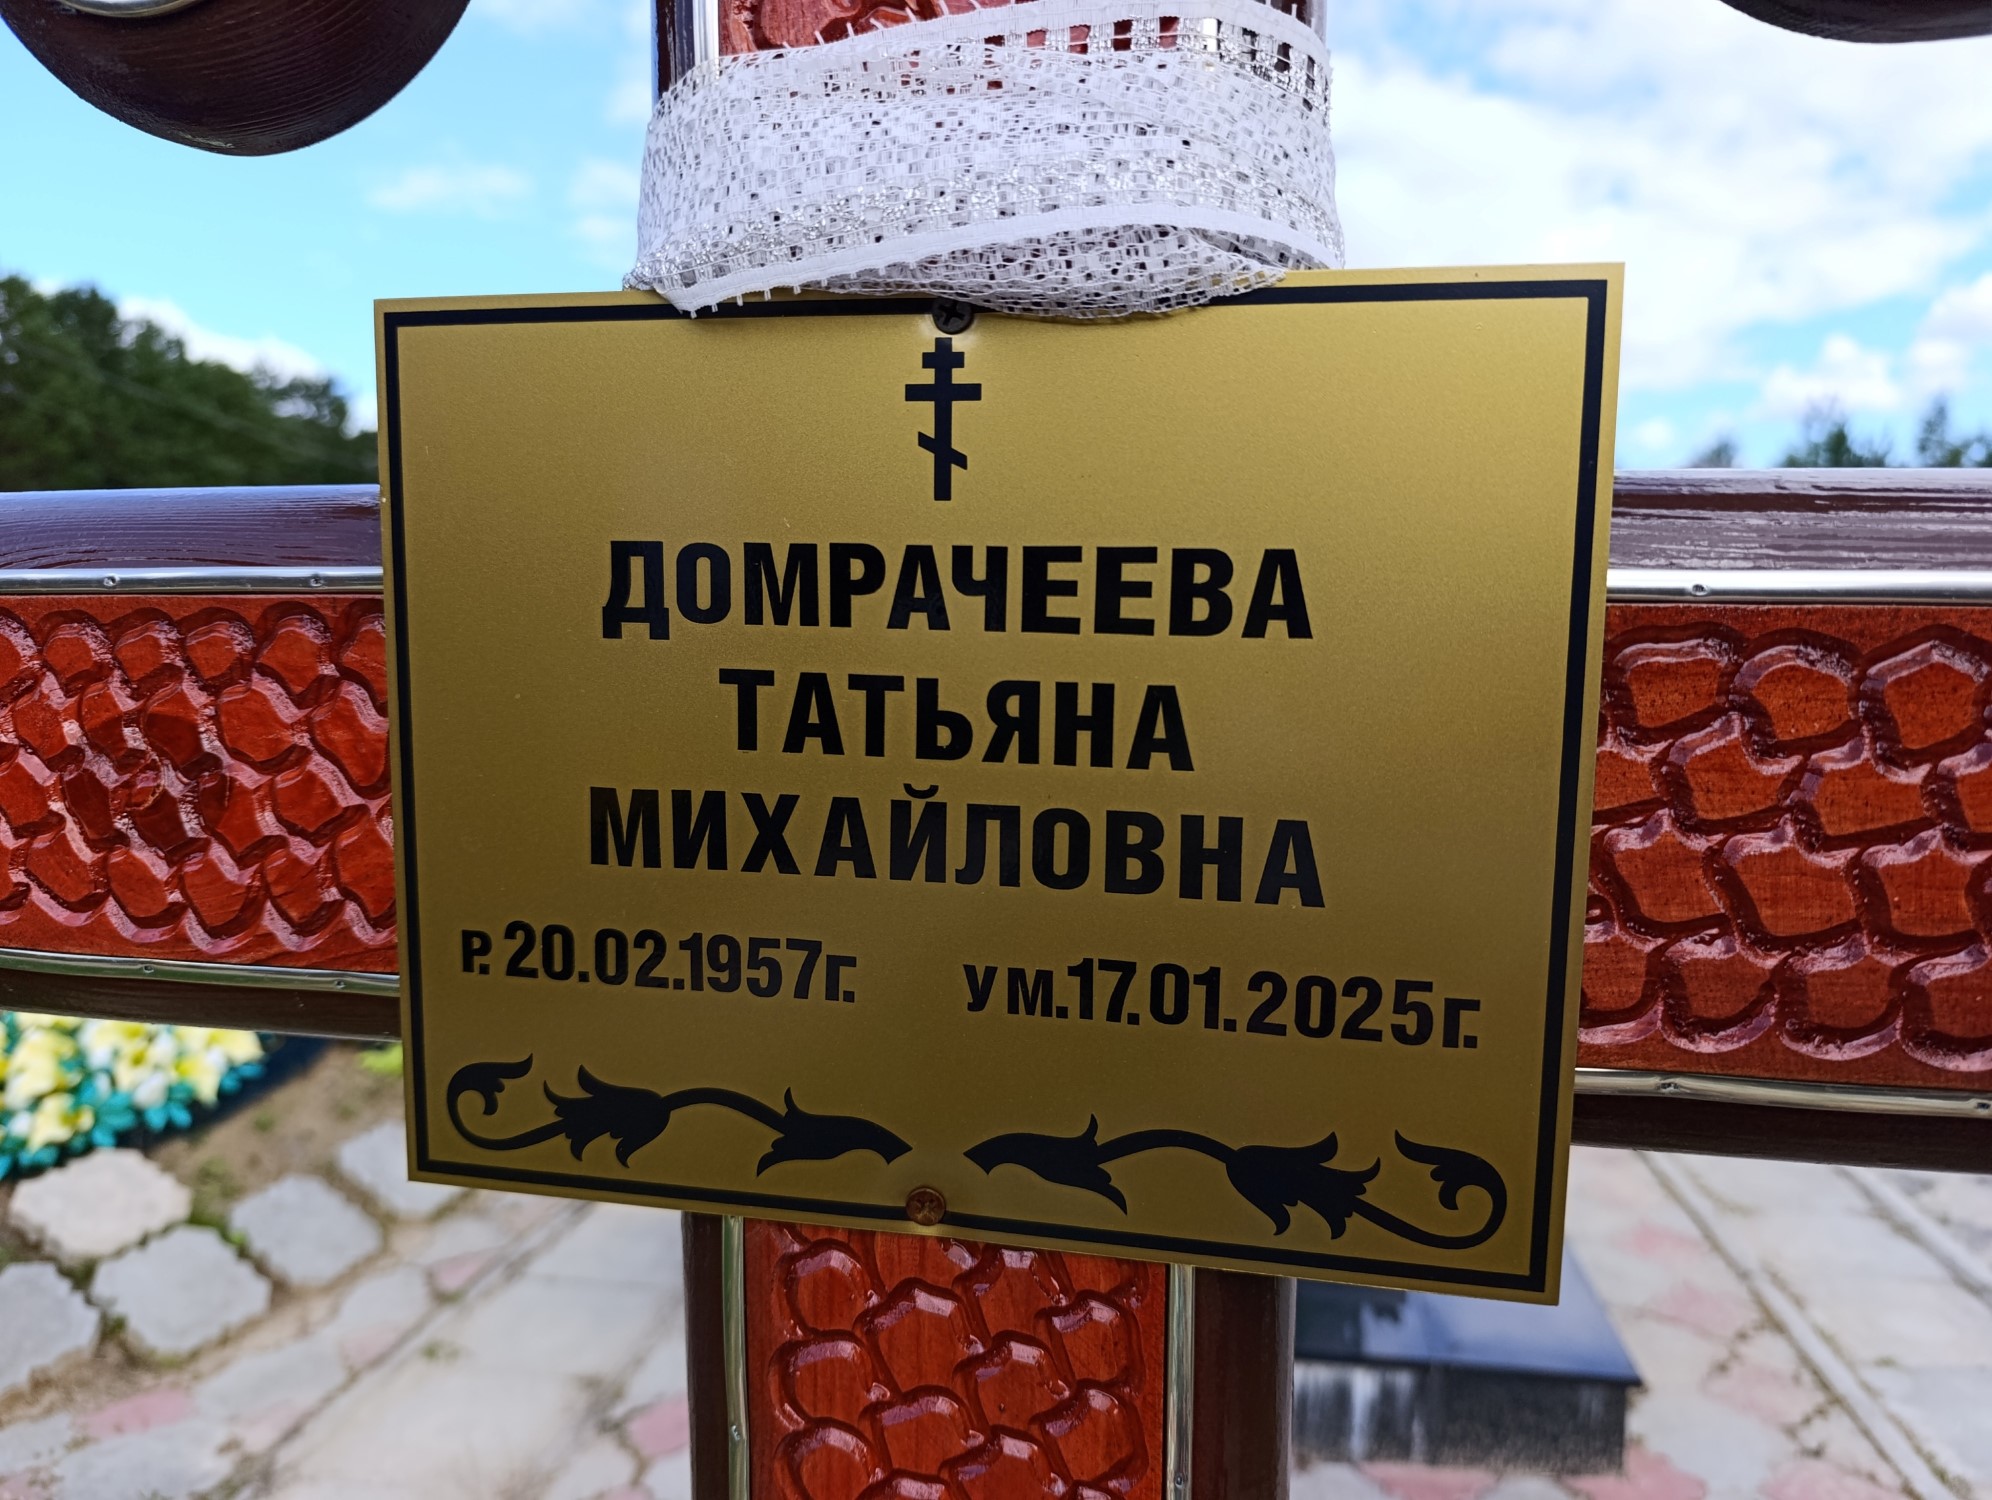 ДОМРАЧЕЕВА
ТАТЬЯНА
МИХАЙЛОВНА
Р. 20.02.1957г. УМ. 17.01.2025г.